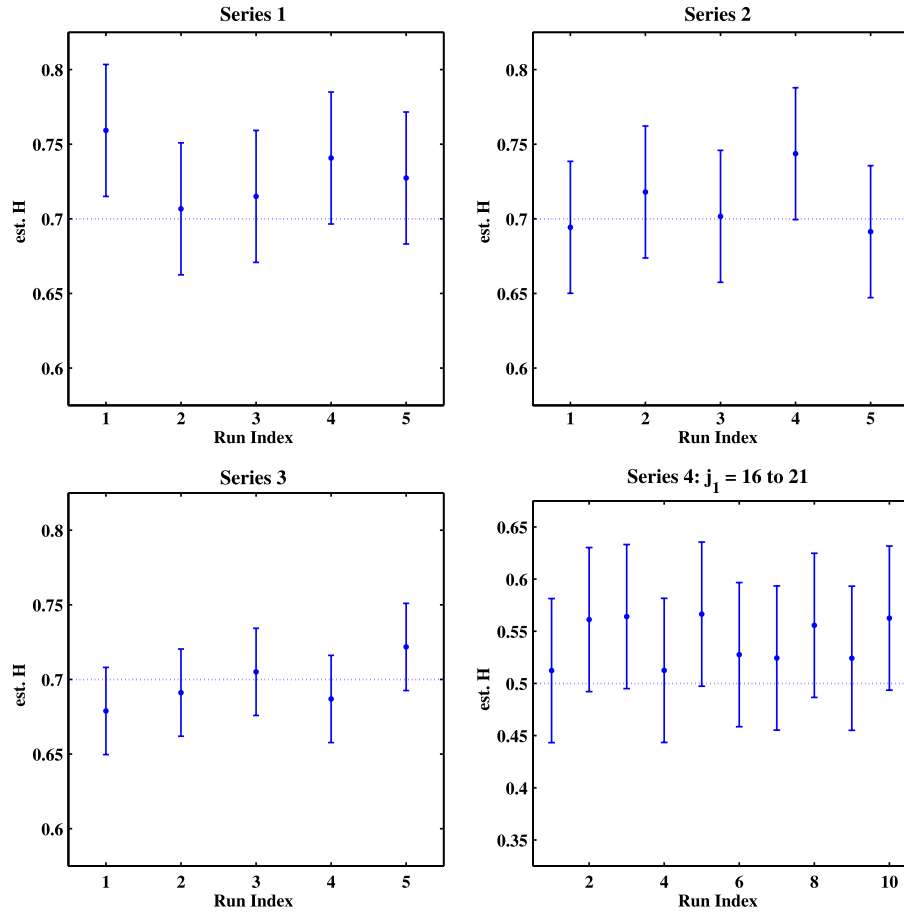 Series 1
0.8
0.75
0.7
0.65
0.6
est. H
1 2 3 4 5
Run Index
Series 2
0.8
0.75
0.7
0.65
0.6
est. H
1 2 3 4 5
Run Index
Series 3
0.8
0.75
0.7
0.65
0.6
est. H
1 2 3 4 5
Run Index
Series 4: j1 = 16 to 21
0.65
0.6
0.55
0.5
0.45
0.4
0.35
est. H
2 4 6 8 10
Run Index